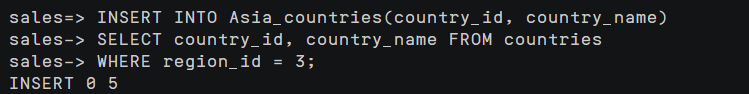 sales=> INSERT INTO Asia_countries(country_id, country_name)
sales-> SELECT country_id, country_name FROM countries
sales-> WHERE region_id = 3;
INSERT 0 5